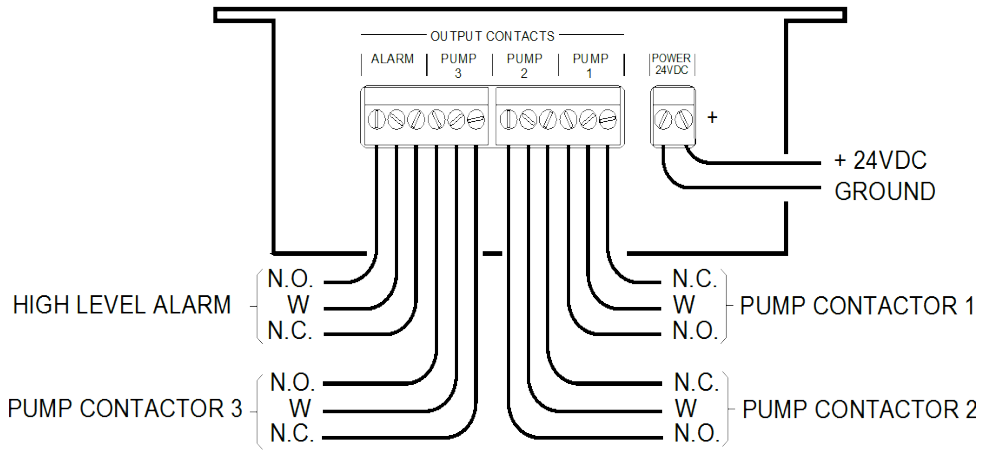 OUTPUT CONTACTS
ALARM
PUMP
3
PUMP
2
PUMP
1
POWER
24VDC
+
+ 24VDC
GROUND
HIGH LEVEL ALARM
N.O.
W
N.C.
N.C.
W
N.O.
PUMP CONTACTOR 1
PUMP CONTACTOR 3
N.O.
W
N.C.
N.C.
W
N.O.
PUMP CONTACTOR 2